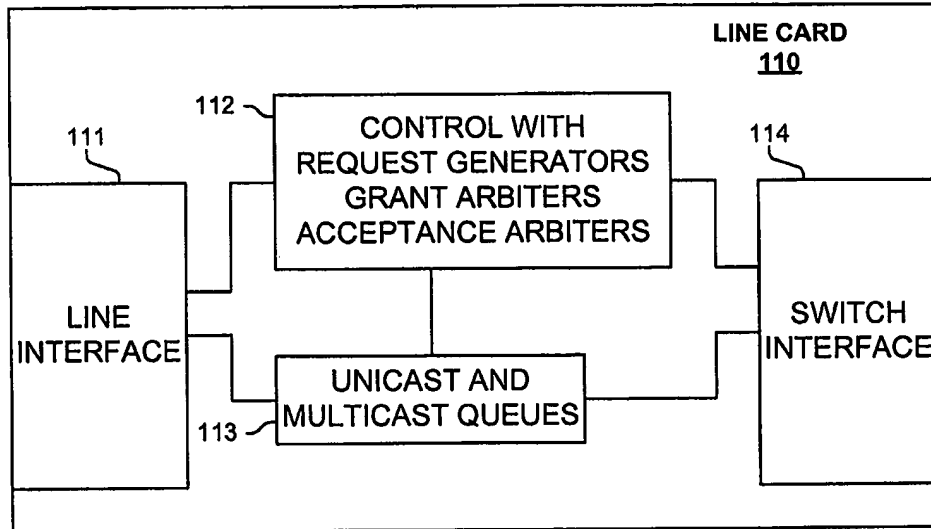 LINE CARD
110
112
CONTROL WITH
REQUEST GENERATORS
GRANT ARBITERS
ACCEPTANCE ARBITERS
111
114
LINE
INTERFACE
SWITCH
INTERFACE
UNICAST AND
MULTICAST QUEUES
113